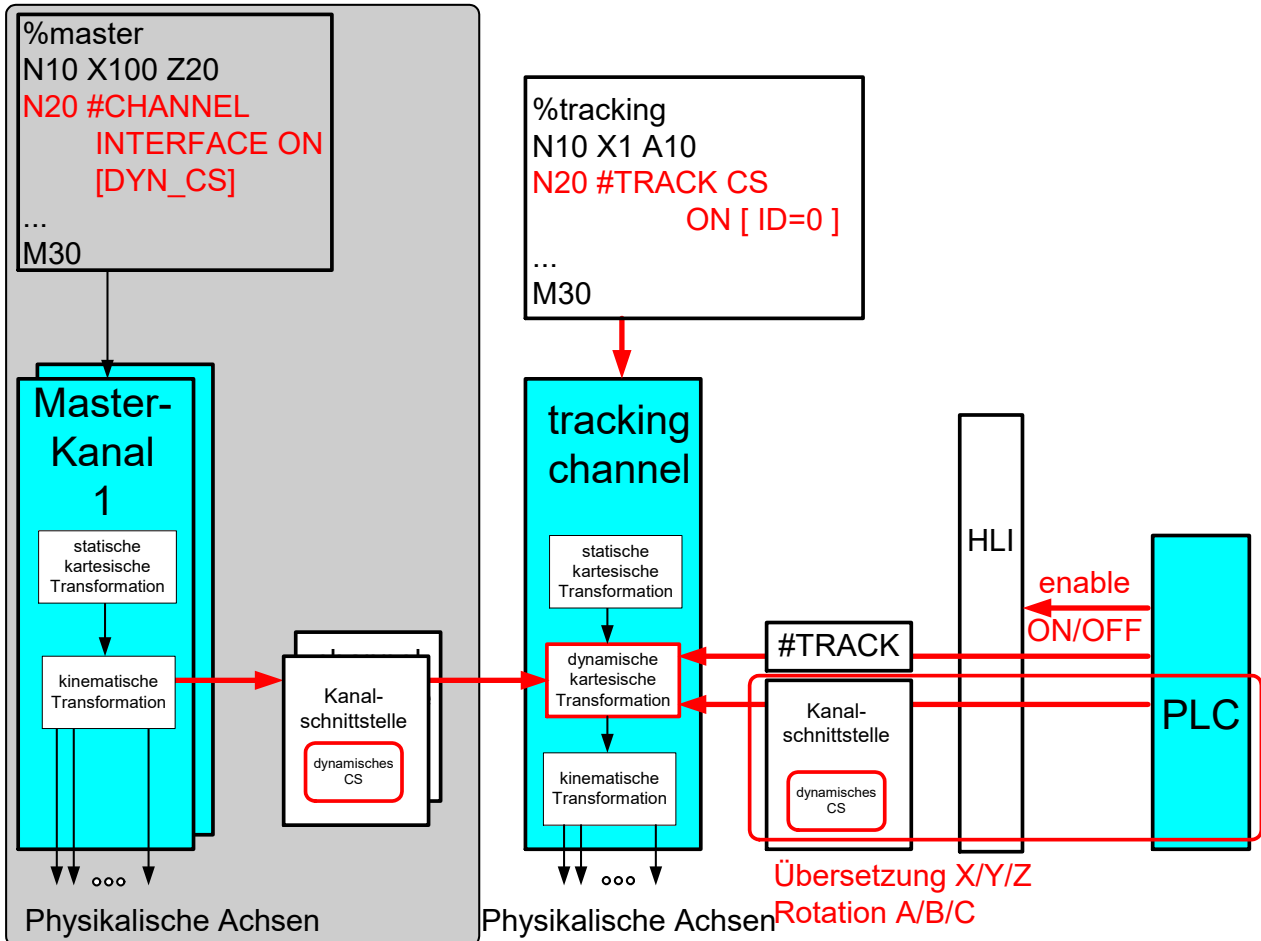 %master
N10 X100 Z20
N20 #CHANNEL
INTERFACE ON
[DYN_CS]
...
M30
%tracking
N10 X1 A10
N20 #TRACK CS
ON [ ID=0 ]
...
M30
Master-
Kanal
1
statische
kartesische
Transformation
kinematische
Transformation
Physikalische Achsen
Kanal-
schnittstelle
dynamisches
CS
tracking
channel
statische
kartesische
Transformation
dynamische
kartesische
Transformation
kinematische
Transformation
Physikalische Achsen
#TRACK
Kanal-
schnittstelle
dynamisches
CS
HLI
enable
ON/OFF
PLC
Übersetzung X/Y/Z
Rotation A/B/C